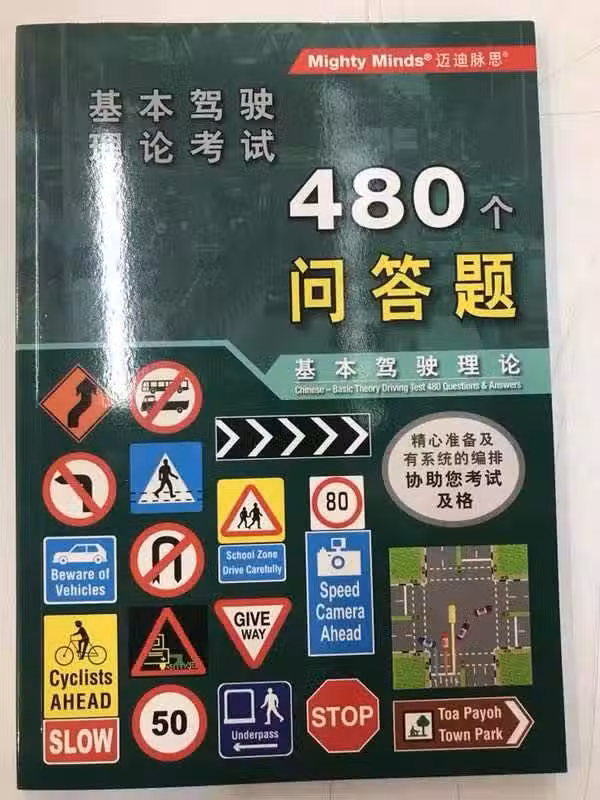 Mighty Minds® 迈迪脉思®
基本驾驶
理论考试
480个
问答题
基本驾驶理论
Chinese – Basic Theory Driving Test 480 Questions & Answers
精心准备及
有系统的编排
协助您考试
及格
80
School Zone
Drive Carefully
Beware of
Vehicles
Speed
Camera
Ahead
GIVE
WAY
Cyclists
AHEAD
SLOW
50
Underpass
STOP
Toa Payoh
Town Park